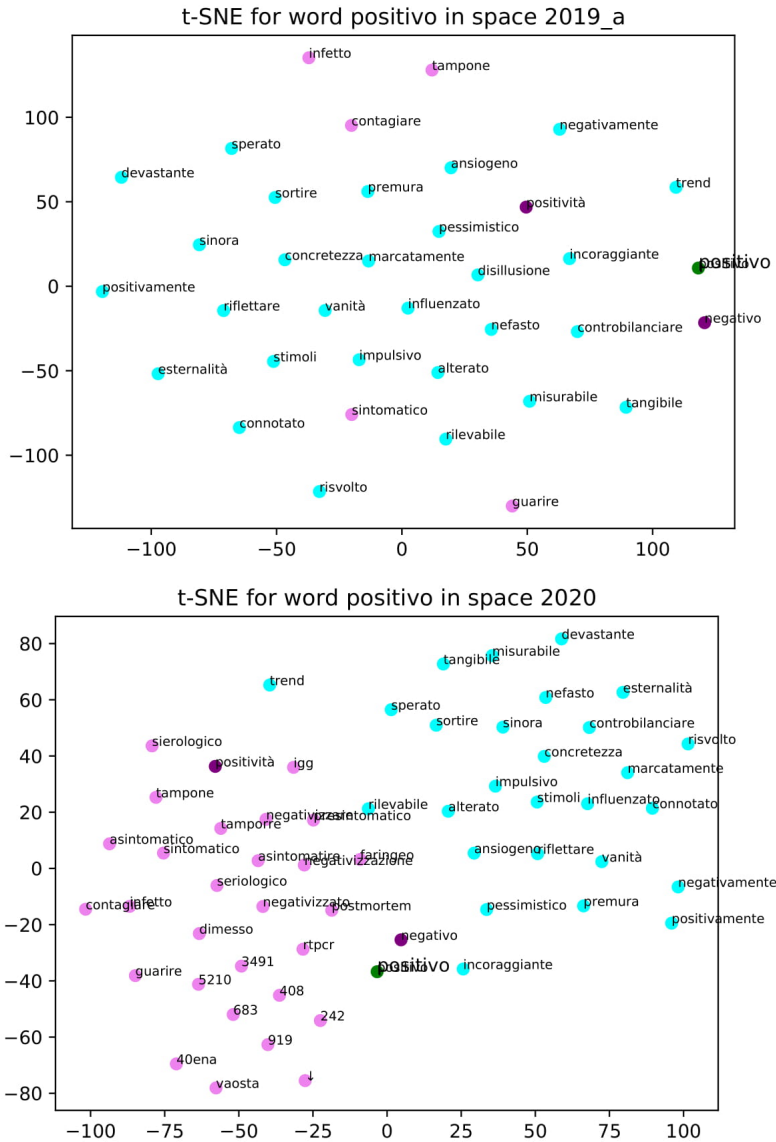 t-SNE for word positivo in space 2019_a
infetto
tampone
contagiare
negativamente
sperato
ansiogeno
devastante
trend
premura
sortire
positività
pessimistico
sinora
incoraggiante
concretezza
marcatamente
positivo
disillusione
positivamente
influenzato
riflettare
vanità
negativo
nefasto
controbilanciare
stimoli
impulsivo
esternalità
alterato
misurabile
tangibile
sintomatico
connotato
rilevabile
risvolto
guarire
100
50
0
−50
−100
−100
−50
0
50
100
t-SNE for word positivo in space 2020
devastante
misurabile
tangibile
trend
esternalità
nefasto
sperato
sortire
sinora
controbilanciare
risvolto
sierologico
concretezza
positività
igg
marcatamente
impulsivo
tampone
stimoli
influenzato
rilevabile
alterato
connotato
negativizzare
presintomatico
tamporre
asintomatico
sintomatico
ansiogeno
riflettare
faringeo
asintomatire
negativizzazione
vanità
seriologico
negativamente
contagiare
infetto
negativizzato
postmortem
pessimistico
premura
positivamente
dimesso
negativo
rtpcr
3491
positivo
incoraggiante
guarire
5210
408
683
242
919
40ena
vaosta
↓
80
60
40
20
0
−20
−40
−60
−80
−100
−75
−50
−25
0
25
50
75
100